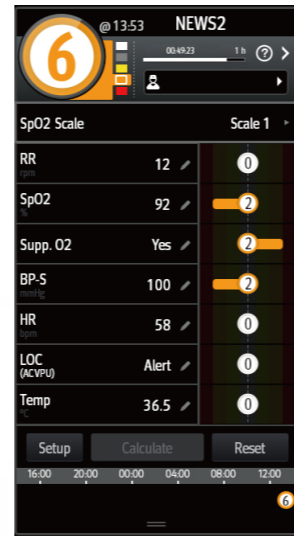 @ 13:53 NEWS2
6
00:49:23 1 h ?
SpO2 Scale Scale 1
RR 12 0
rpm
SpO2 92 2
%
Supp. O2 Yes 2
BP-S 100 2
mmHg
HR 58 0
bpm
LOC Alert 0
(ACVPU)
Temp 36.5 0
°C
Setup Calculate Reset
16:00 20:00 00:00 04:00 08:00 12:00
6